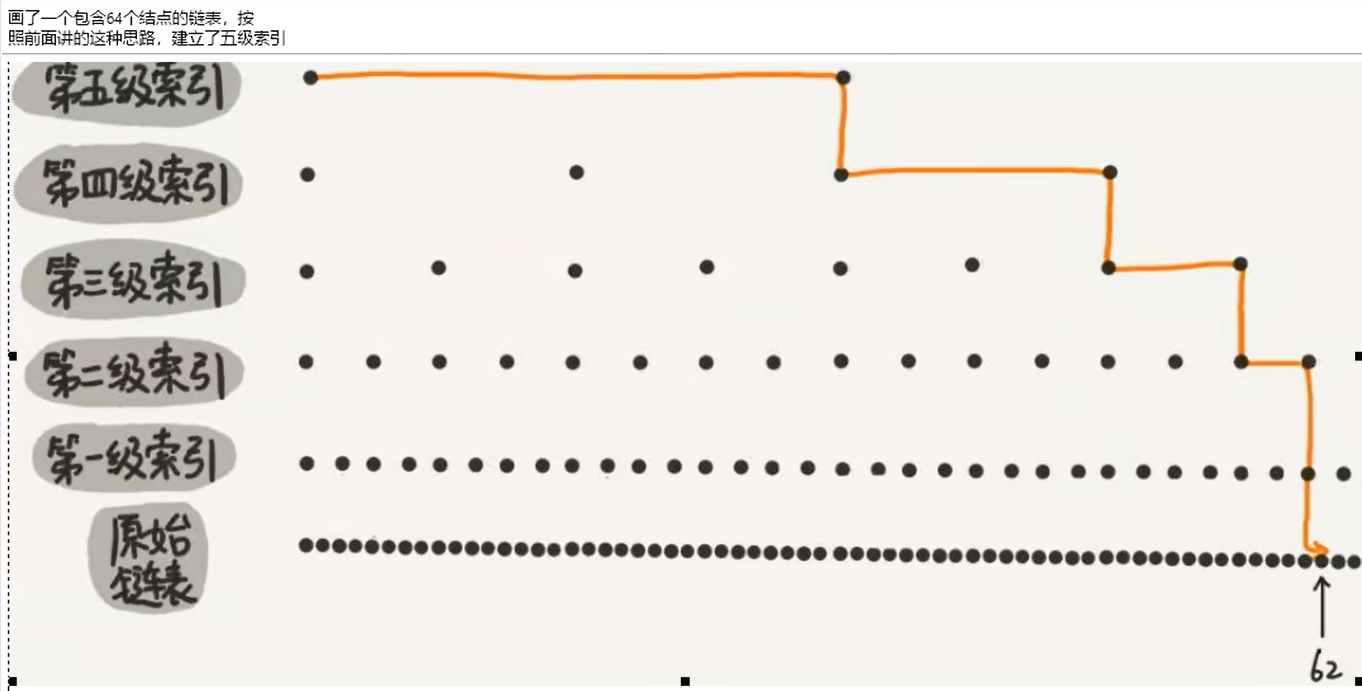 画了一个包含64个结点的链表，按
照前面讲的这种思路，建立了五级索引
第五级索引
第四级索引
第三级索引
第二级索引
第一级索引
原始
链表
62